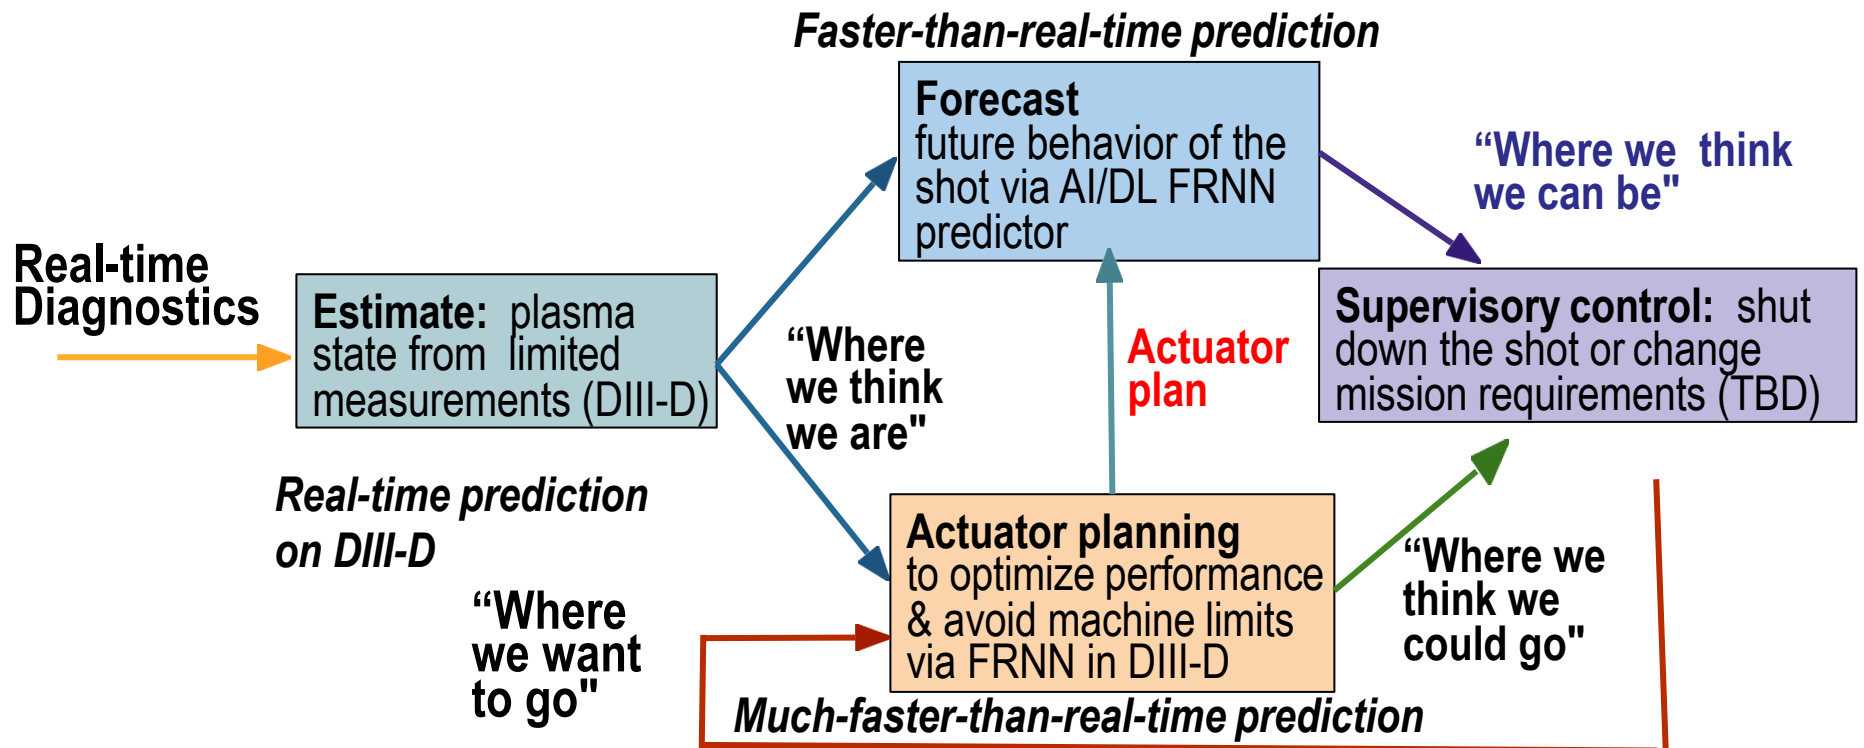 Faster-than-real-time prediction
Forecast
future behavior of the
shot via AI/DL FRNN
predictor
“Where we think
we can be"
Real-time
Diagnostics
Estimate: plasma
state from limited
measurements (DIII-D)
“Where
we think
we are"
Actuator
plan
Supervisory control: shut
down the shot or change
mission requirements (TBD)
Real-time prediction
on DIII-D
“Where
we want
to go"
Actuator planning
to optimize performance
& avoid machine limits
via FRNN in DIII-D
“Where we
think we
could go"
Much-faster-than-real-time prediction